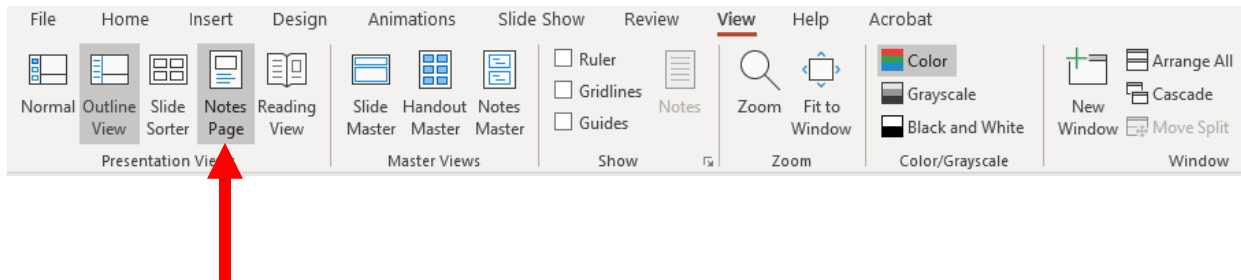 File Home Insert Design Animations Slide Show Review View Help Acrobat
Normal
Outline
View
Slide
Sorter
Notes
Page
Reading
View
Presentation
Slide
Master
Handout
Master
Notes
Master
Master Views
Ruler
Gridlines
Guides
Notes
Show
Zoom
Fit to
Window
Zoom
Color
Grayscale
Black and White
Color/Grayscale
New
Window
Arrange All
Cascade
Move Split
Window